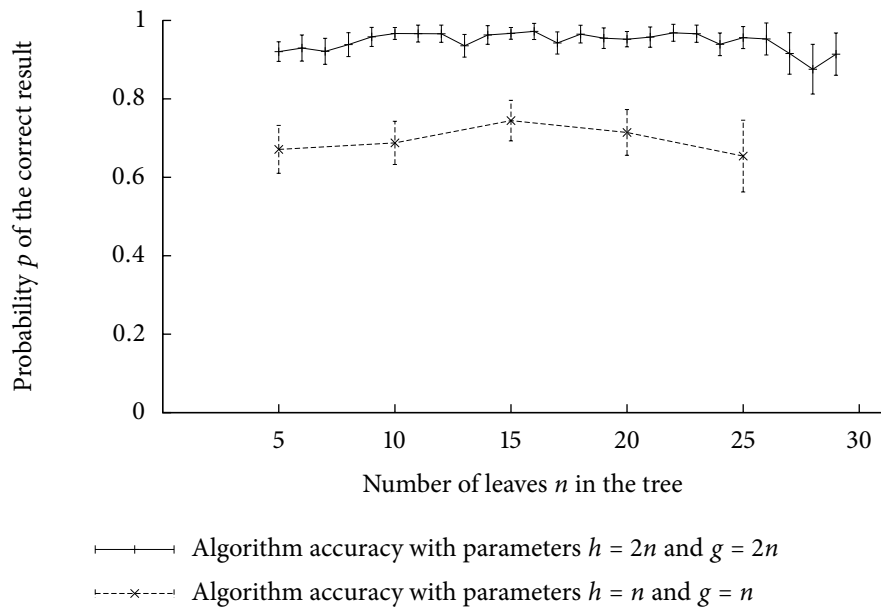 1
0.8
0.6
0.4
0.2
0
Probability p of the correct result
5 10 15 20 25 30
Number of leaves n in the tree
Algorithm accuracy with parameters h = 2n and g = 2n
Algorithm accuracy with parameters h = n and g = n